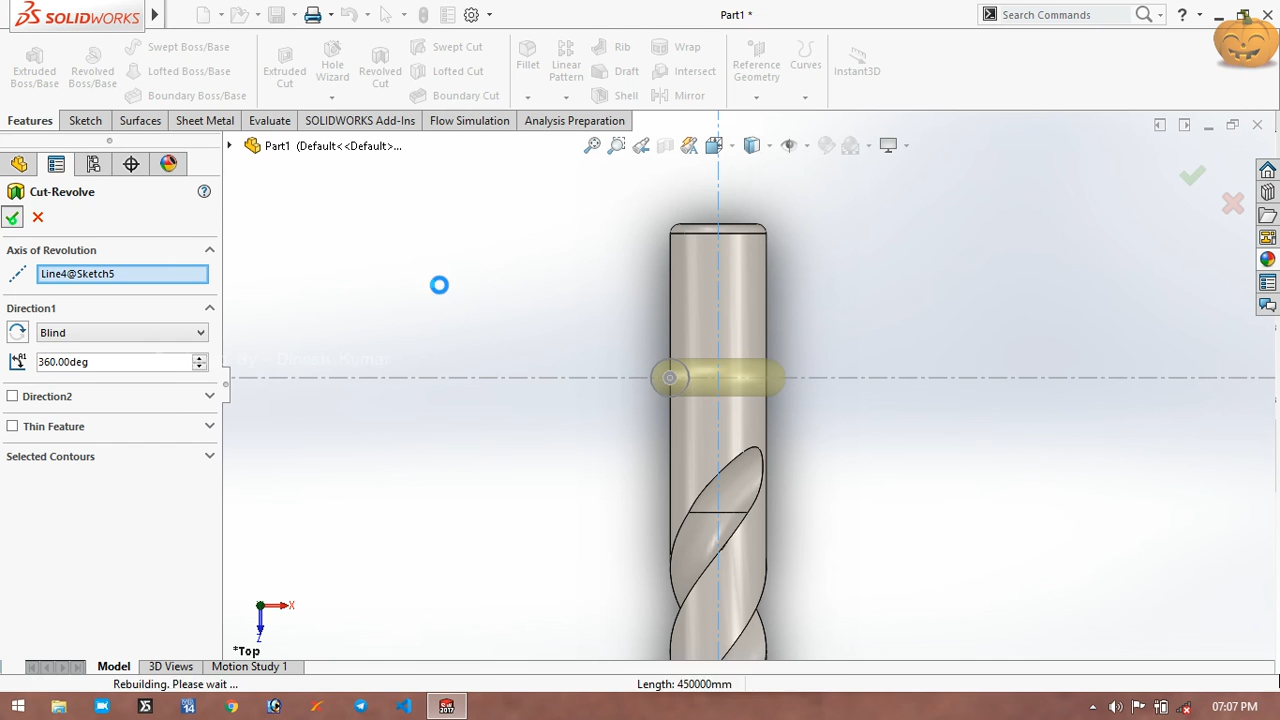 SOLIDWORKS
Part1 *
Search Commands
Extruded Boss/Base
Revolved Boss/Base
Swept Boss/Base
Lofted Boss/Base
Boundary Boss/Base
Extruded Cut
Hole Wizard
Revolved Cut
Swept Cut
Lofted Cut
Boundary Cut
Fillet
Linear Pattern
Rib
Draft
Shell
Wrap
Intersect
Mirror
Reference Geometry
Curves
Instant3D
Features
Sketch
Surfaces
Sheet Metal
Evaluate
SOLIDWORKS Add-Ins
Flow Simulation
Analysis Preparation
Part1 (Default<<Default>...
Cut-Revolve
Axis of Revolution
Line4@Sketch5
Direction1
Blind
360.00deg
By Kumar
Direction2
Thin Feature
Selected Contours
X
Z
*Top
Model
3D Views
Motion Study 1
Rebuilding. Please wait ...
Length: 450000mm
2017
07:07 PM